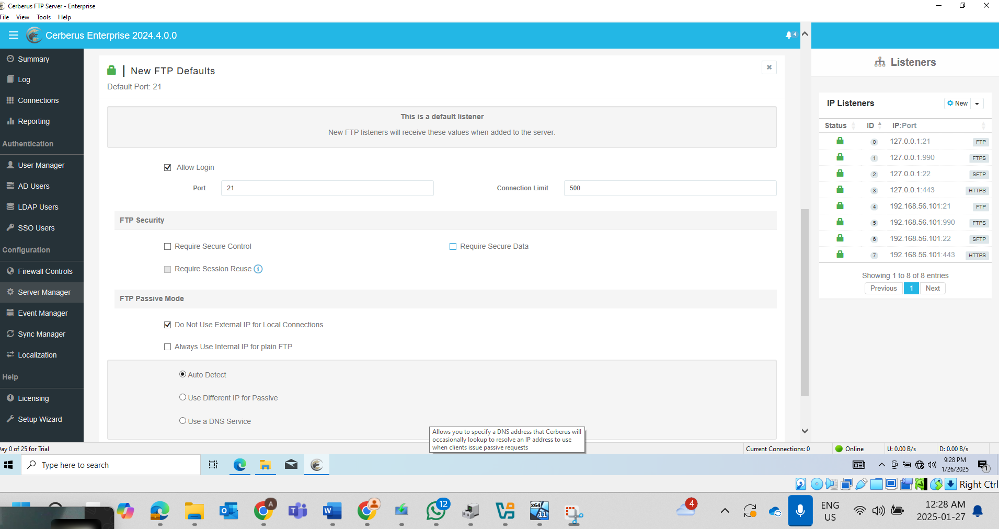 Cerberus FTP Server - Enterprise
File View Tools Help
Cerberus Enterprise 2024.4.0.0
4
Summary
Log
Connections
Reporting
Authentication
User Manager
AD Users
LDAP Users
SSO Users
Configuration
Firewall Controls
Server Manager
Event Manager
Sync Manager
Localization
Help
Licensing
Setup Wizard
New FTP Defaults
Default Port: 21
This is a default listener
New FTP listeners will receive these values when added to the server.
Allow Login
Port 21 Connection Limit 500
FTP Security
Require Secure Control Require Secure Data
Require Session Reuse
FTP Passive Mode
Do Not Use External IP for Local Connections
Always Use Internal IP for plain FTP
Auto Detect
Use Different IP for Passive
Use a DNS Service
Allows you to specify a DNS address that Cerberus will
occasionally lookup to resolve an IP address to use
when clients issue passive requests
Listeners
IP Listeners New
Status ID IP:Port
0 127.0.0.1:21 FTP
1 127.0.0.1:990 FTPS
2 127.0.0.1:22 SFTP
3 127.0.0.1:443 HTTPS
4 192.168.56.101:21 FTP
5 192.168.56.101:990 FTPS
6 192.168.56.101:22 SFTP
7 192.168.56.101:443 HTTPS
Showing 1 to 8 of 8 entries
Previous 1 Next
ay 0 of 25 for Trial Current Connections: 0 Online U: 0.00 B/s D: 0.00 B/s
Type here to search
9:28 PM
1/26/2025
1
Right Ctrl
A
12
x64
11
4
ENG
US
12:28 AM
2025-01-27